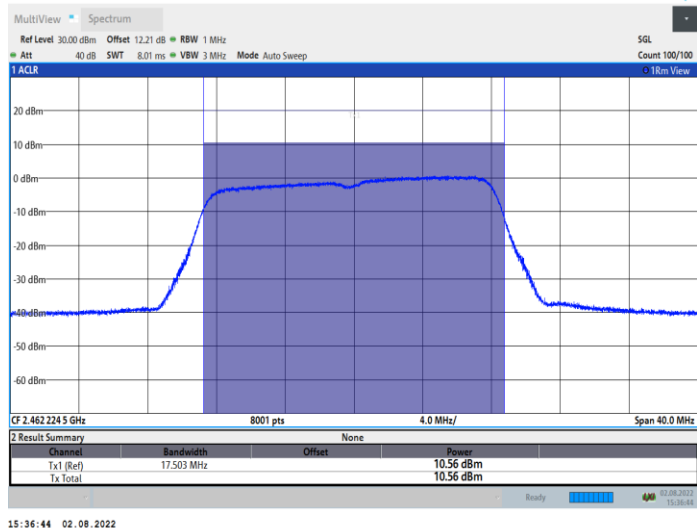 MultiView Spectrum
Ref Level 30.00 dBm Offset 12.21 dB RBW 1 MHz SGL
Att 40 dB SWT 8.01 ms VBW 3 MHz Mode Auto Sweep Count 100/100
1 ACLR 1Rm View
Tx1
20 dBm
10 dBm
0 dBm
-10 dBm
-20 dBm
-30 dBm
-40 dBm
-50 dBm
-60 dBm
CF 2.462 224 5 GHz 8001 pts 4.0 MHz/ Span 40.0 MHz
2 Result Summary None
Channel Bandwidth Offset Power
Tx1 (Ref) 17.503 MHz 10.56 dBm
Tx Total 10.56 dBm
Ready 02.08.2022
15:36:44
15:36:44 02.08.2022